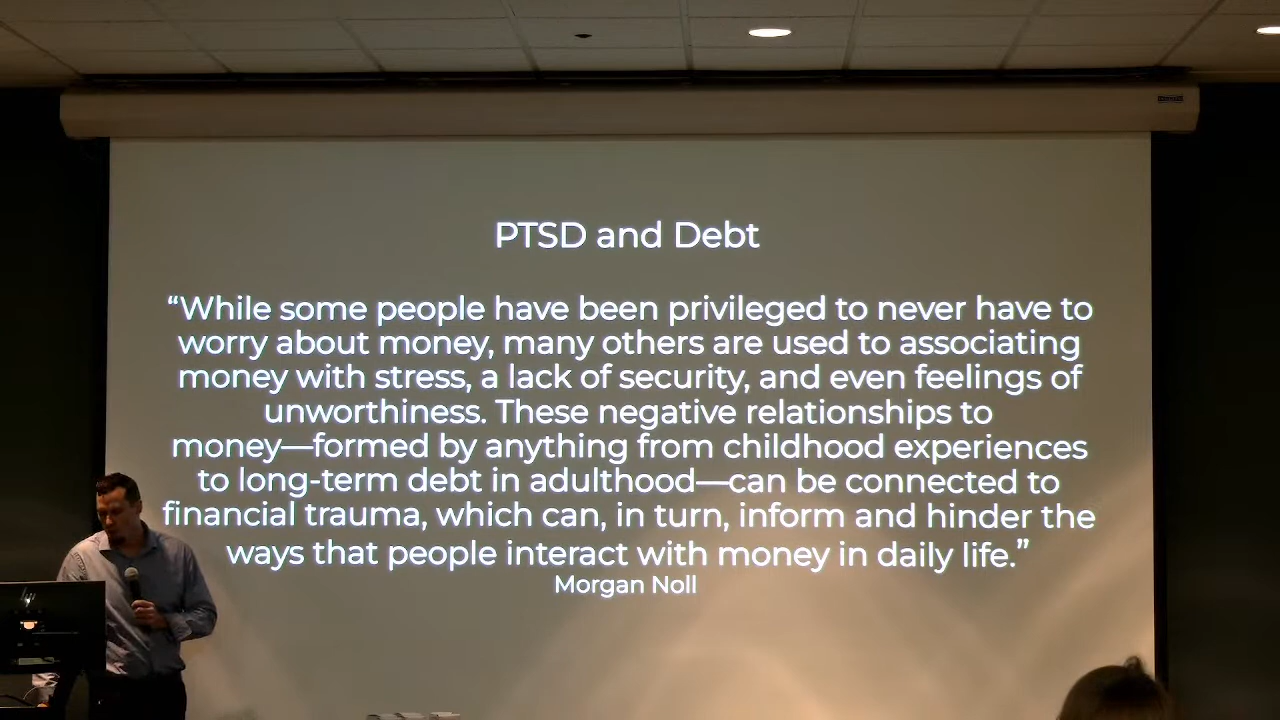 PTSD and Debt
“While some people have been privileged to never have to
worry about money, many others are used to associating
money with stress, a lack of security, and even feelings of
unworthiness. These negative relationships to
money—formed by anything from childhood experiences
to long-term debt in adulthood—can be connected to
financial trauma, which can, in turn, inform and hinder the
ways that people interact with money in daily life.”
Morgan Noll
hp